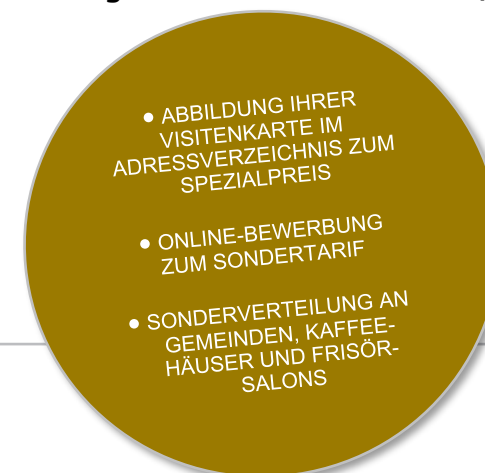 ● ABBILDUNG IHRER
VISITENKARTE IM
ADRESSVERZEICHNIS ZUM
SPEZIALPREIS
● ONLINE-BEWERBUNG
ZUM SONDERTARIF
● SONDERVERTEILUNG AN
GEMEINDEN, KAFFEE-
HÄUSER UND FRISÖR-
SALONS